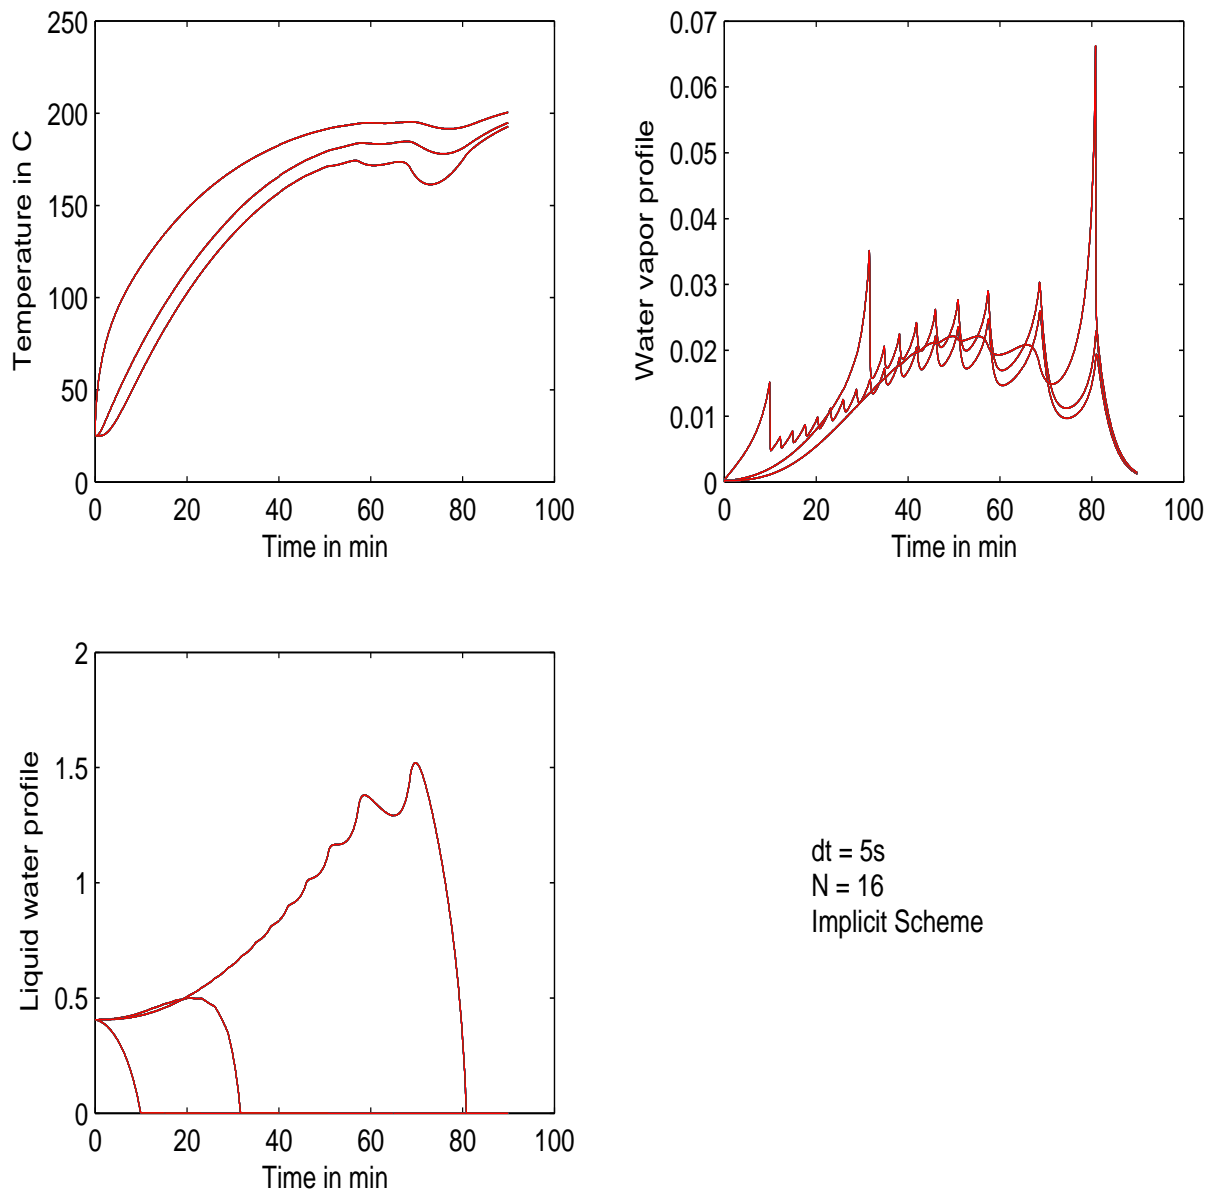 250
200
150
100
50
0
Temperature in C
0 20 40 60 80 100
Time in min
0.07
0.06
0.05
0.04
0.03
0.02
0.01
0
Water vapor profile
0 20 40 60 80 100
Time in min
2
1.5
1
0.5
0
Liquid water profile
0 20 40 60 80 100
Time in min
dt = 5s
N = 16
Implicit Scheme